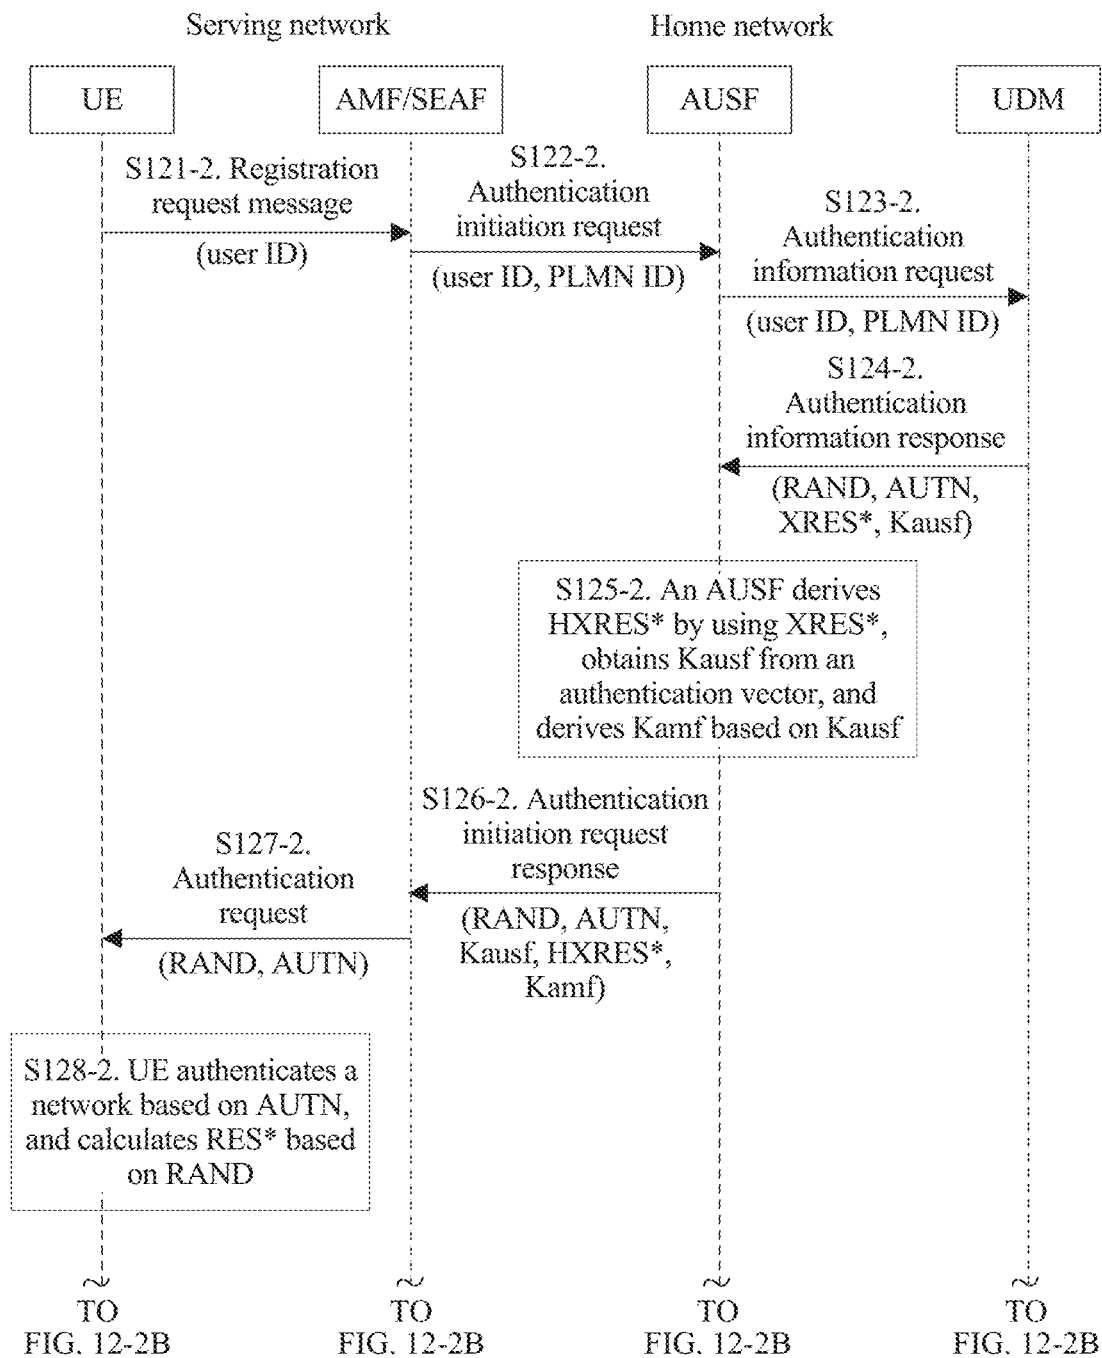 Serving network
Home network
UE
AMF/SEAF
AUSF
UDM
S121-2. Registration
request message
(user ID)
S122-2.
Authentication
initiation request
(user ID, PLMN ID)
S123-2.
Authentication
information request
(user ID, PLMN ID)
S124-2.
Authentication
information response
(RAND, AUTN,
XRES*, Kausf)
S125-2. An AUSF derives
HXRES* by using XRES*,
obtains Kausf from an
authentication vector, and
derives Kamf based on Kausf
S126-2. Authentication
initiation request
response
(RAND, AUTN,
Kausf, HXRES*,
Kamf)
S127-2.
Authentication
request
(RAND, AUTN)
S128-2. UE authenticates a
network based on AUTN,
and calculates RES* based
on RAND
TO
FIG. 12-2B
TO
FIG. 12-2B
TO
FIG. 12-2B
TO
FIG. 12-2B